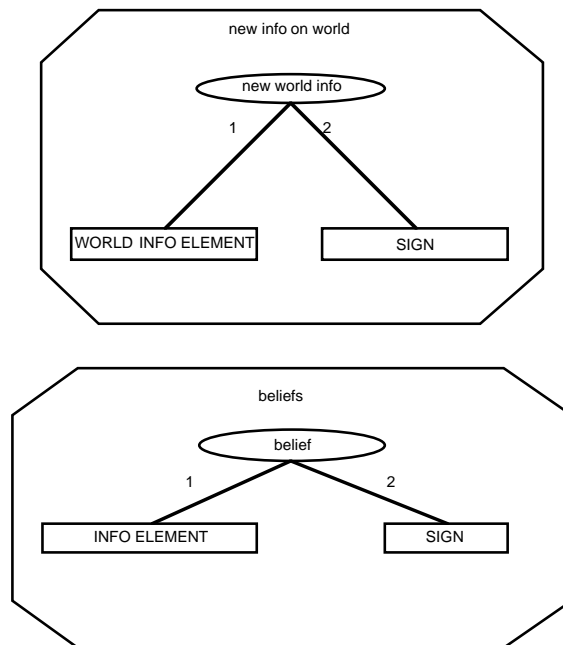 new info on world
new world info
1 2
WORLD INFO ELEMENT SIGN
beliefs
belief
1 2
INFO ELEMENT SIGN